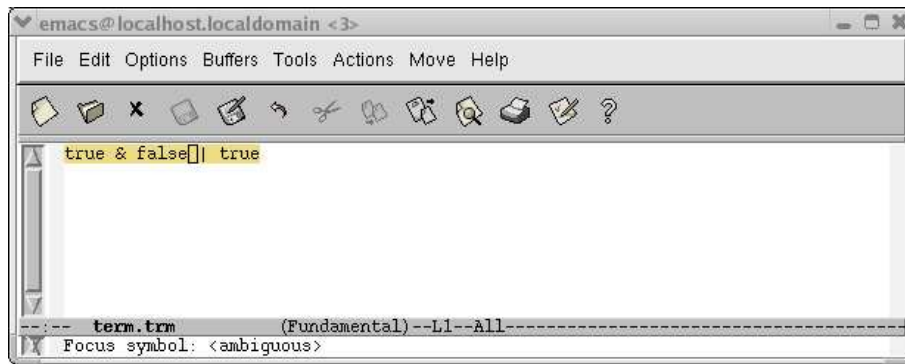 emacs@localhost.localdomain <3>
File Edit Options Buffers Tools Actions Move Help
true & false | true
--:-- term.trm (Fundamental)--L1--All----------------------------------------
Focus symbol: <ambiguous>